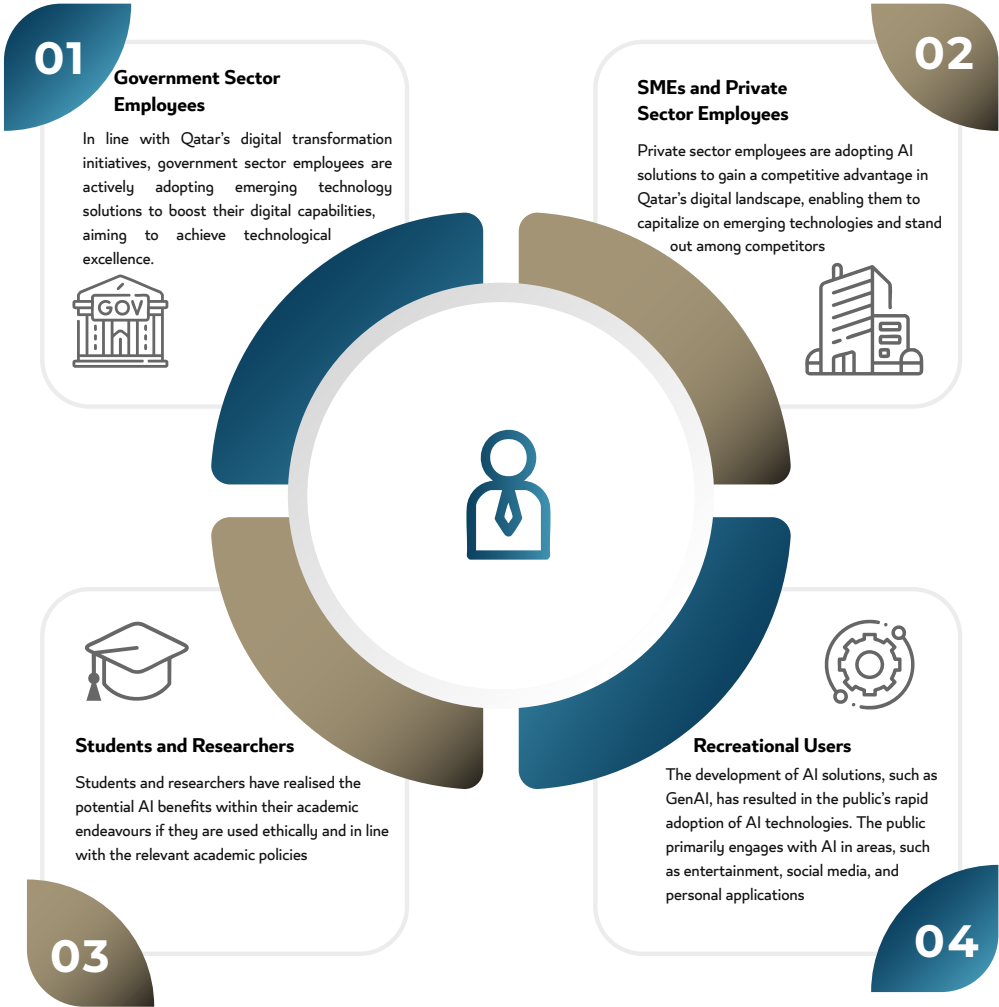 01
Government Sector
Employees
In line with Qatar's digital transformation
initiatives, government sector employees are
actively adopting emerging technology
solutions to boost their digital capabilities,
aiming to achieve technological
excellence.
GOV
02
SMEs and Private
Sector Employees
Private sector employees are adopting AI
solutions to gain a competitive advantage in
Qatar's digital landscape, enabling them to
capitalize on emerging technologies and stand
out among competitors
Students and Researchers
Students and researchers have realised the
potential AI benefits within their academic
endeavours if they are used ethically and in line
with the relevant academic policies
03
Recreational Users
The development of AI solutions, such as
GenAI, has resulted in the public's rapid
adoption of AI technologies. The public
primarily engages with AI in areas, such
as entertainment, social media, and
personal applications
04